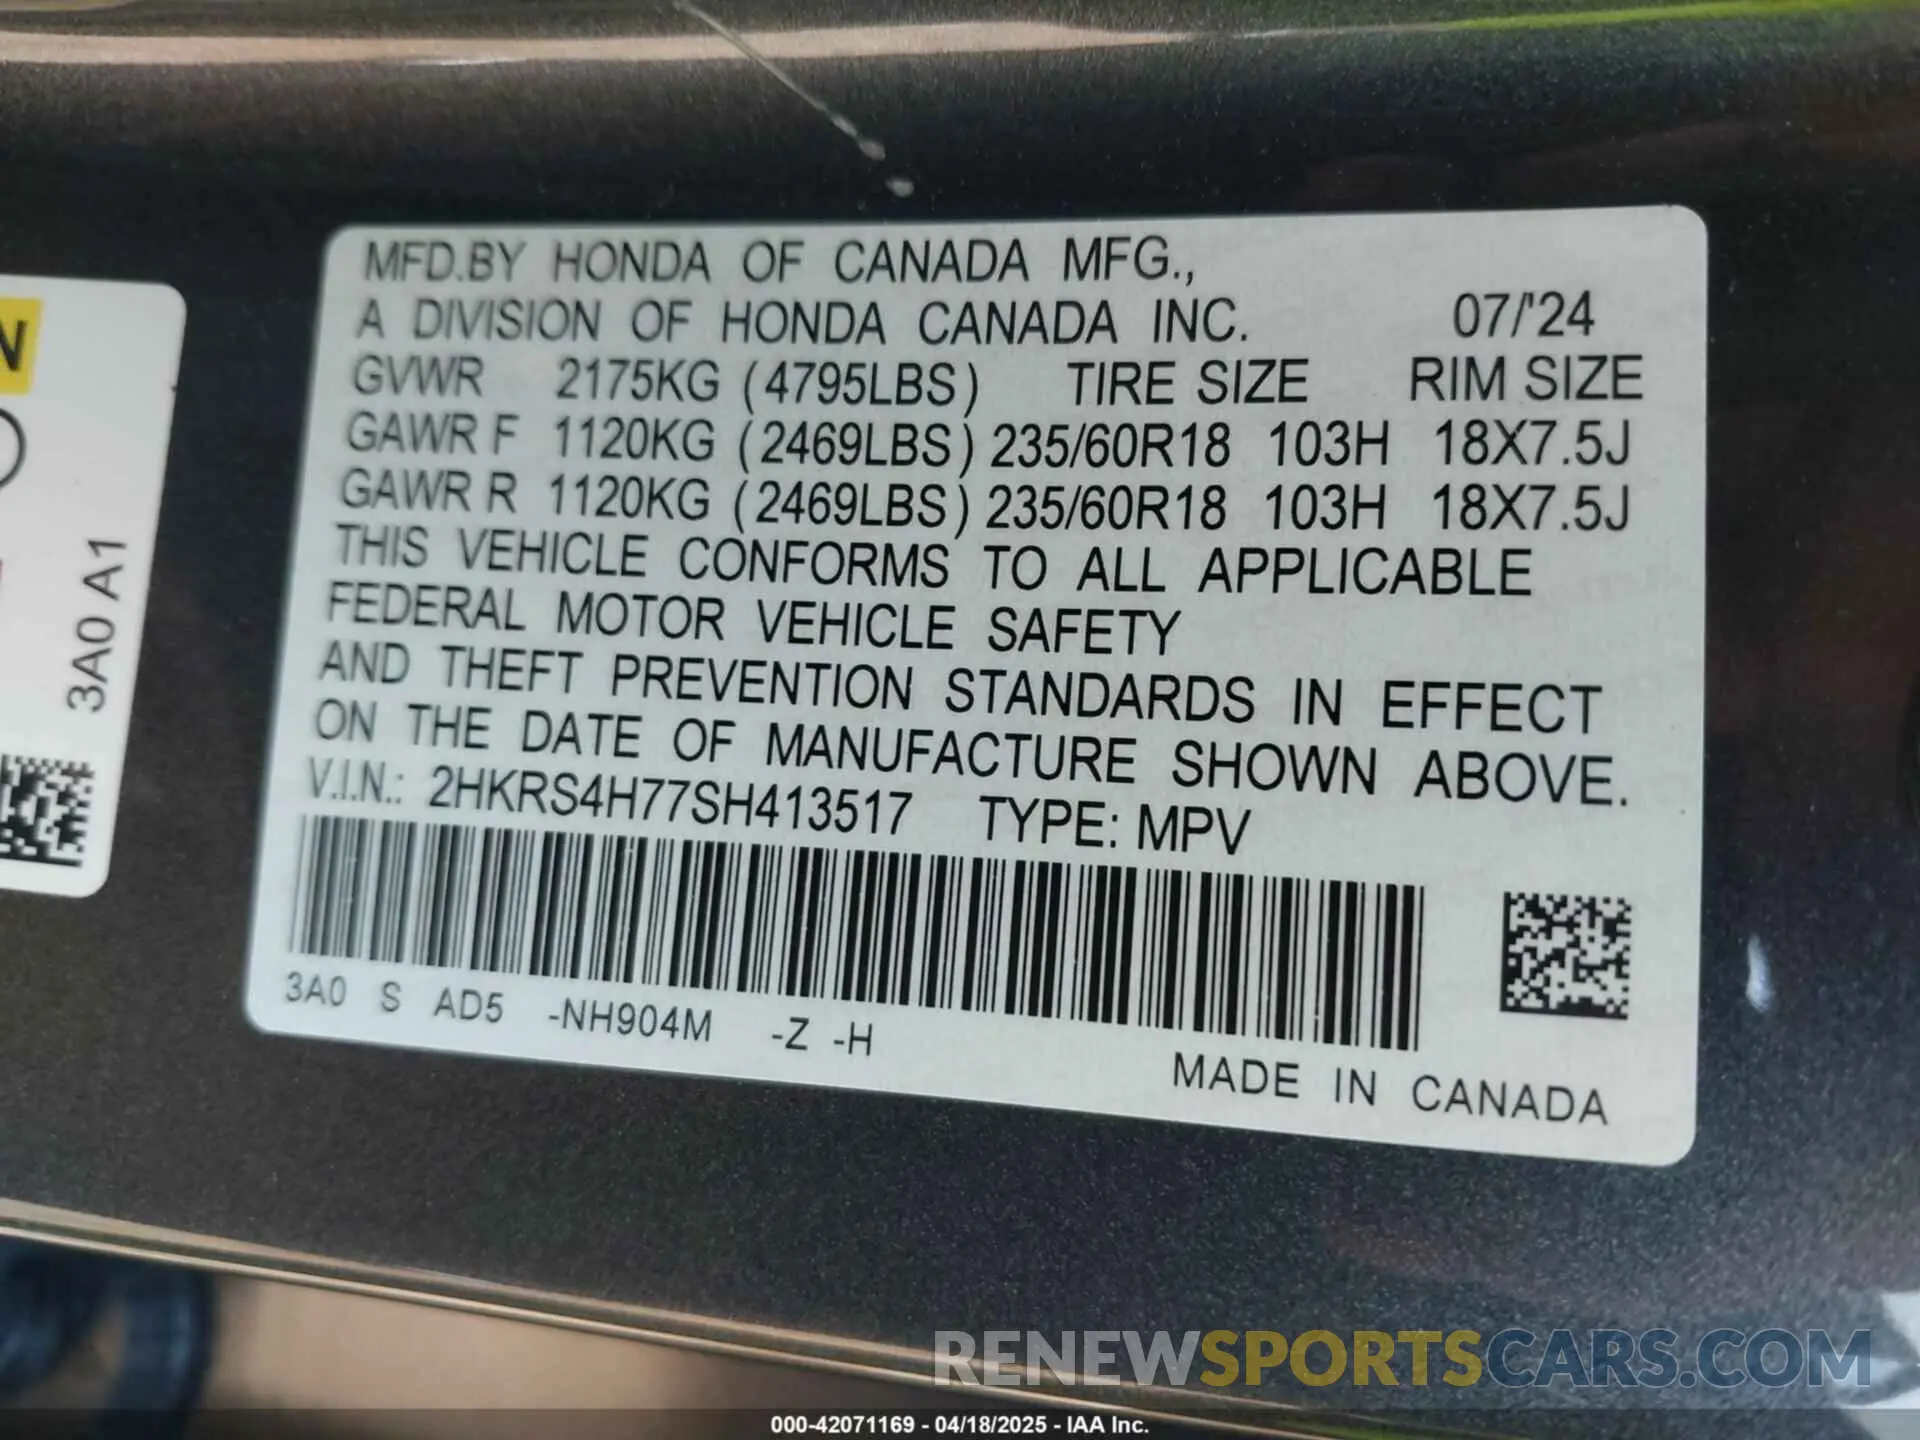 MFD.BY HONDA OF CANADA MFG.,
A DIVISION OF HONDA CANADA INC. 07/'24
GVWR 2175KG (4795LBS) TIRE SIZE RIM SIZE
GAWR F 1120KG (2469LBS) 235/60R18 103H 18X7.5J
GAWR R 1120KG (2469LBS) 235/60R18 103H 18X7.5J
THIS VEHICLE CONFORMS TO ALL APPLICABLE
FEDERAL MOTOR VEHICLE SAFETY
AND THEFT PREVENTION STANDARDS IN EFFECT
ON THE DATE OF MANUFACTURE SHOWN ABOVE.
V.I.N.: 2HKRS4H77SH413517 TYPE: MPV
3A0 S AD5 -NH904M -Z -H
MADE IN CANADA
N
3A0 A1
RENEWSPORTSCARS.COM
000-42071169 - 04/18/2025 - IAA Inc.